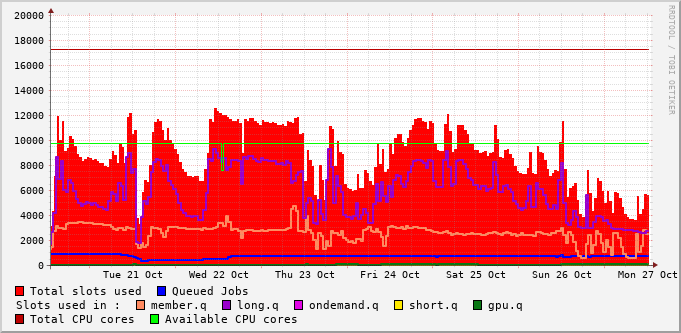 20000
18000
16000
14000
12000
10000
8000
6000
4000
2000
0
Tue 21 Oct Wed 22 Oct Thu 23 Oct Fri 24 Oct Sat 25 Oct Sun 26 Oct Mon 27 Oct
RRDTOOL / TOBI OETIKER
Total slots used Queued Jobs
Slots used in : member.q long.q ondemand.q short.q gpu.q
Total CPU cores Available CPU cores